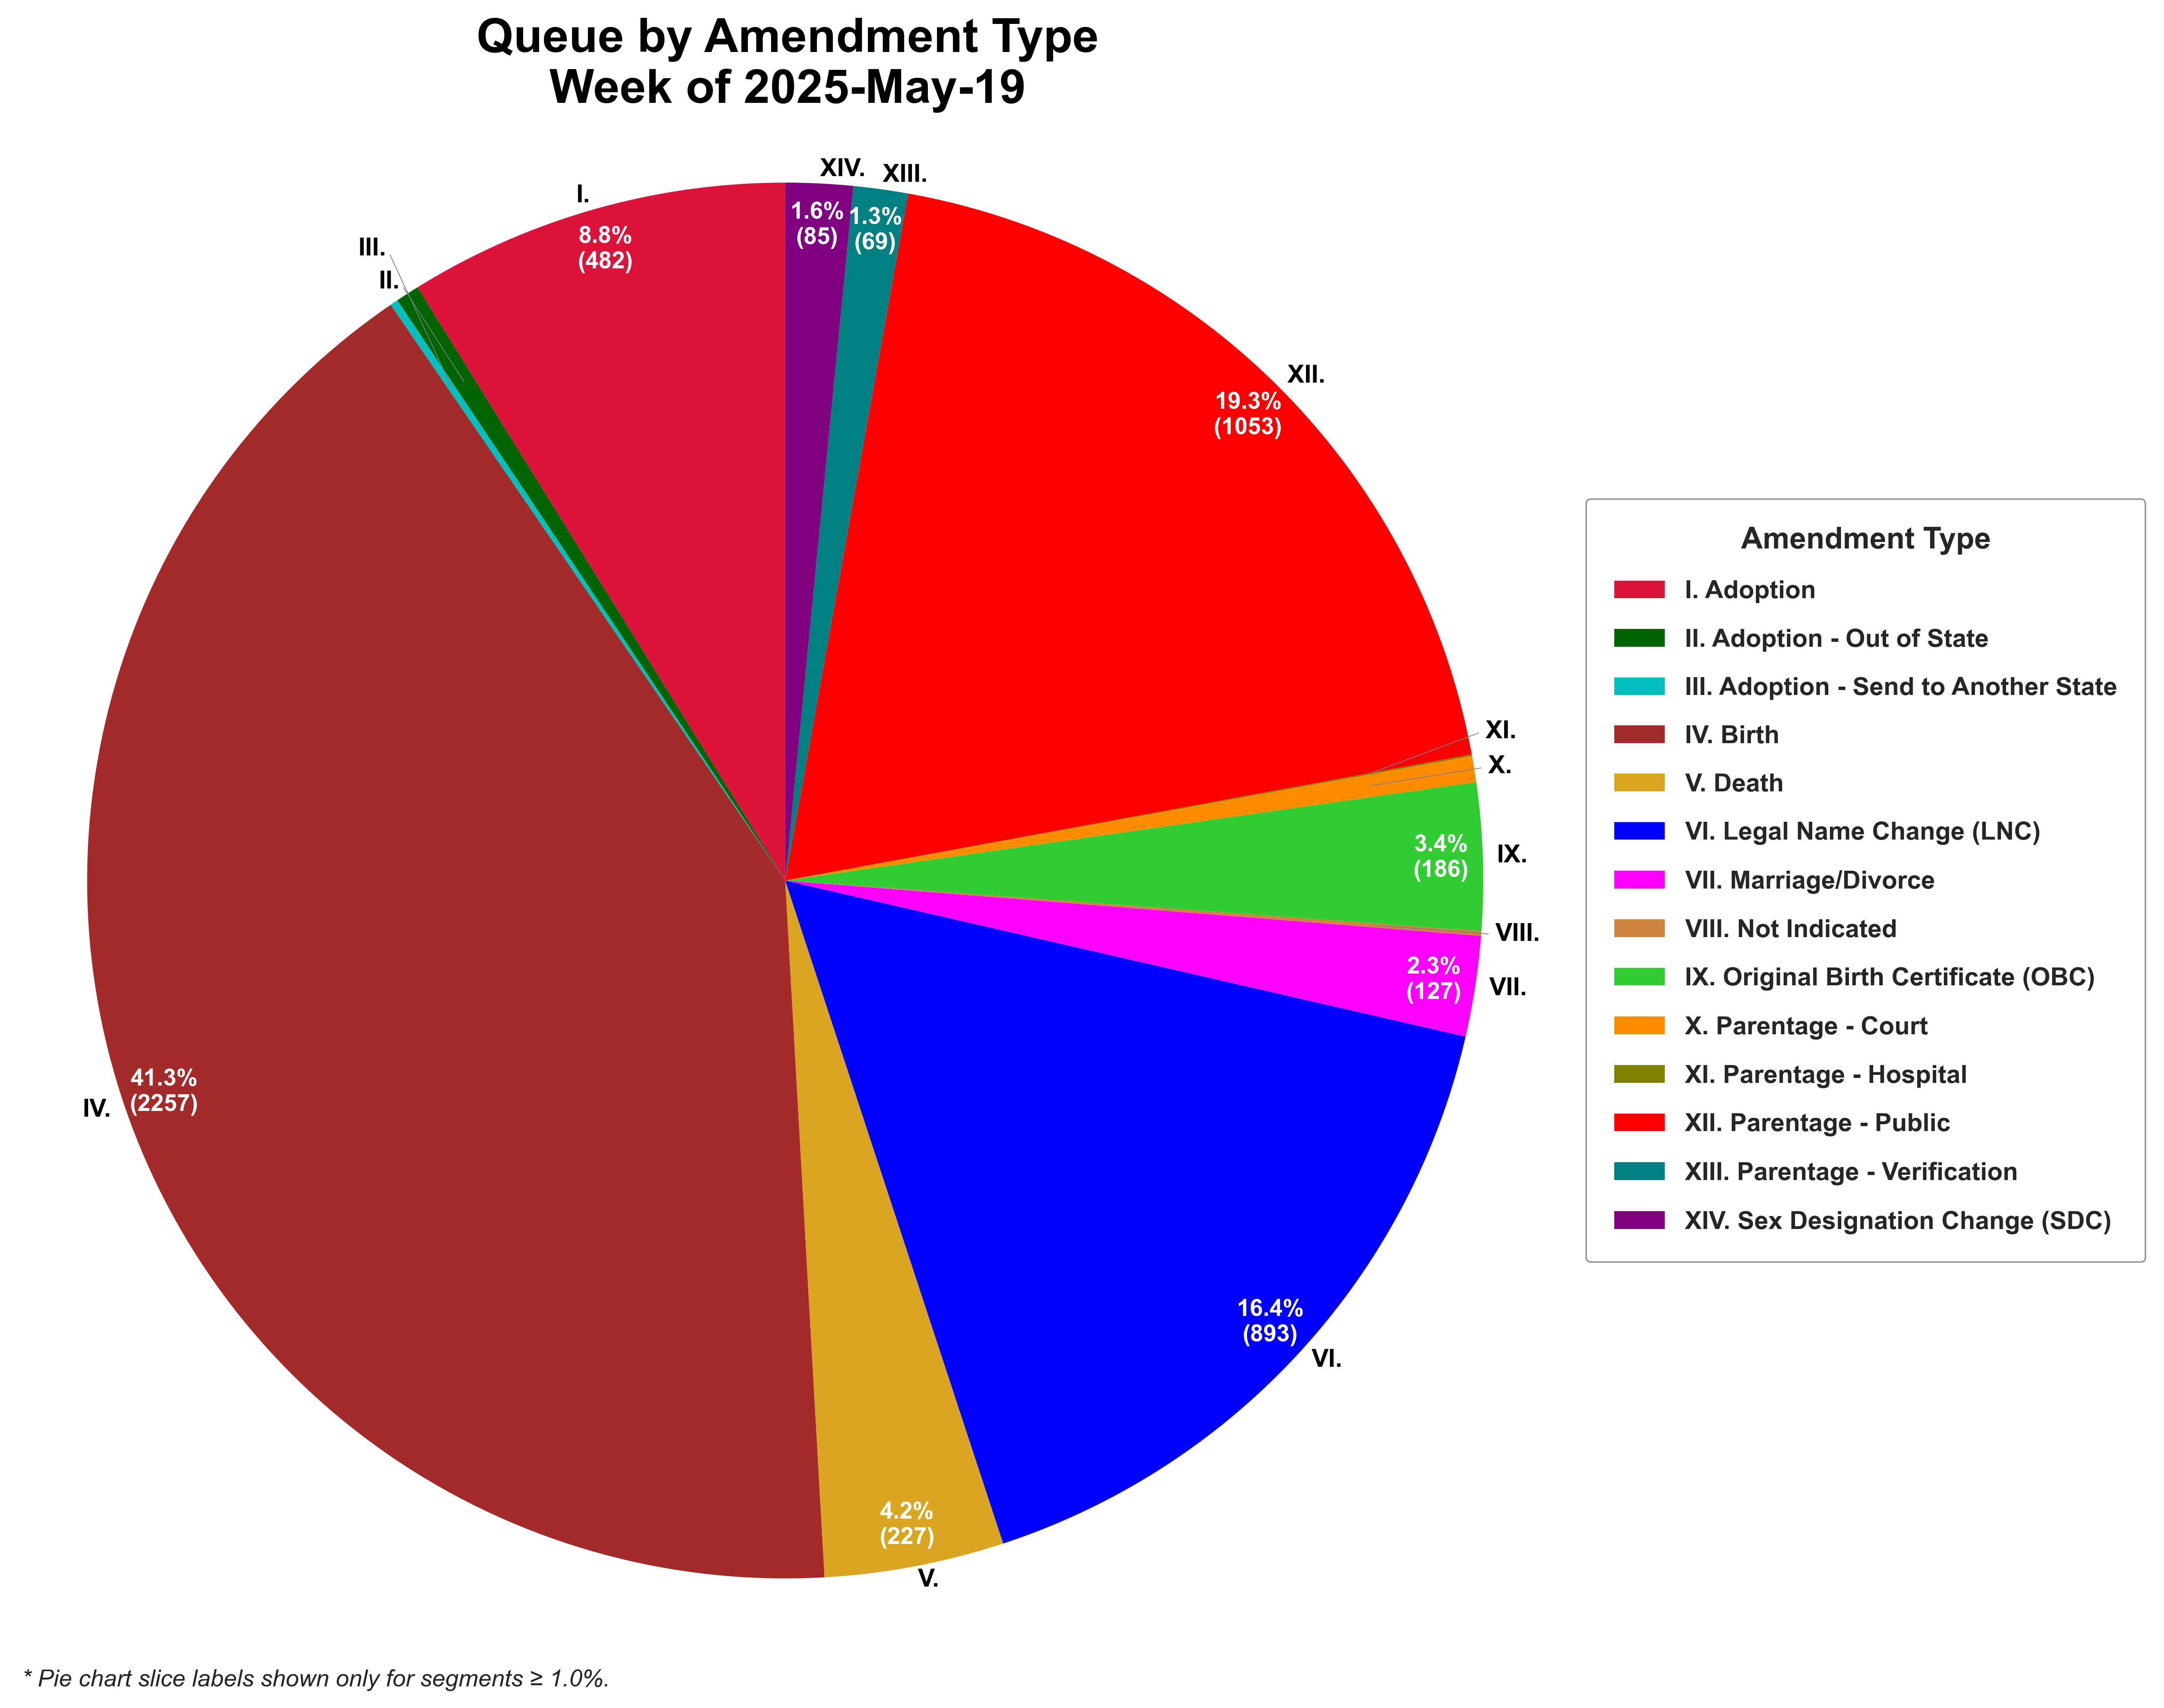 Queue by Amendment Type
Week of 2025-May-19
XIV.
XIII.
I.
1.6%
(85)
1.3%
(69)
8.8%
(482)
III.
II.
XII.
19.3%
(1053)
XI.
X.
3.4%
(186)
IX.
VIII.
2.3%
(127)
VII.
41.3%
(2257)
IV.
16.4%
(893)
VI.
4.2%
(227)
V.
Amendment Type
I. Adoption
II. Adoption - Out of State
III. Adoption - Send to Another State
IV. Birth
V. Death
VI. Legal Name Change (LNC)
VII. Marriage/Divorce
VIII. Not Indicated
IX. Original Birth Certificate (OBC)
X. Parentage - Court
XI. Parentage - Hospital
XII. Parentage - Public
XIII. Parentage - Verification
XIV. Sex Designation Change (SDC)
* Pie chart slice labels shown only for segments ≥ 1.0%.